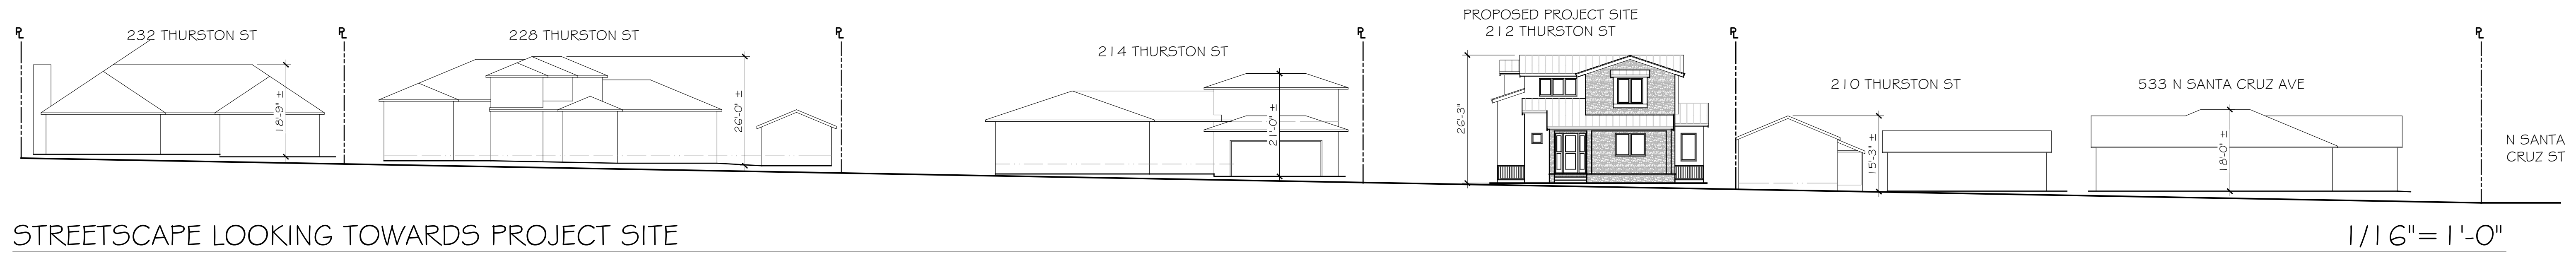 PL
232 THURSTON ST
18'-9" ±
PL
228 THURSTON ST
26'-0" ±
PL
214 THURSTON ST
21'-0" ±
PL
PROPOSED PROJECT SITE
212 THURSTON ST
26'-3"
PL
210 THURSTON ST
15'-3" ±
533 N SANTA CRUZ AVE
18'-0" ±
PL
N SANTA
CRUZ ST
STREETSCAPE LOOKING TOWARDS PROJECT SITE
1/16"=1'-0"